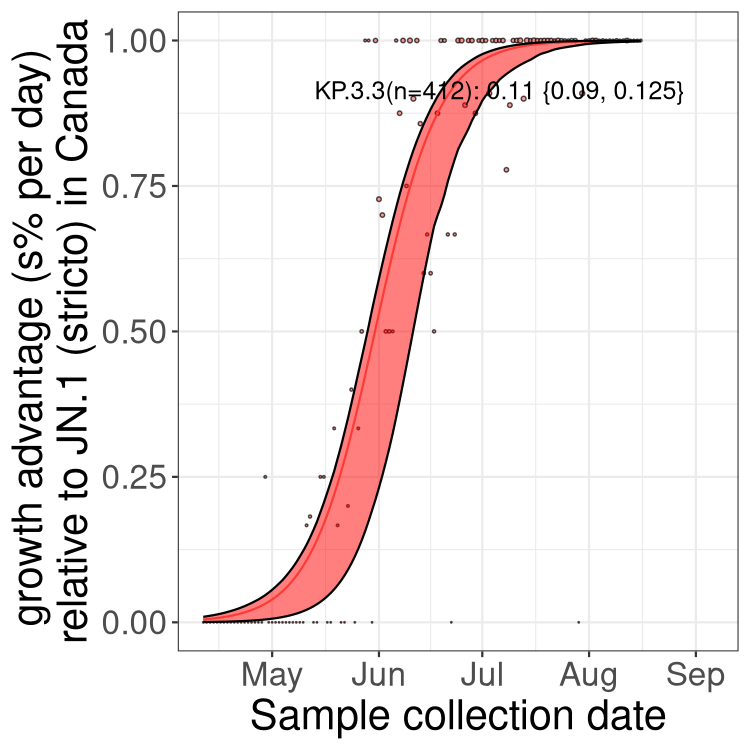 growth advantage (s% per day)
relative to JN.1 (stricto) in Canada
1.00
0.75
0.50
0.25
0.00
KP.3.3(n=412): 0.11 {0.09, 0.125}
May Jun Jul Aug Sep
Sample collection date